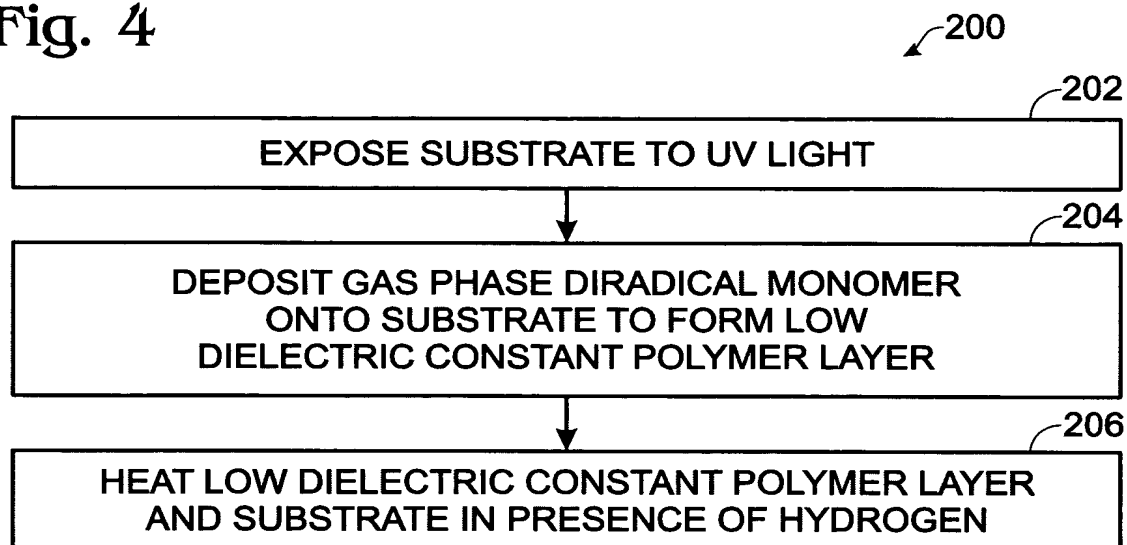 Fig. 4
200
202
EXPOSE SUBSTRATE TO UV LIGHT
204
DEPOSIT GAS PHASE DIRADICAL MONOMER
ONTO SUBSTRATE TO FORM LOW
DIELECTRIC CONSTANT POLYMER LAYER
206
HEAT LOW DIELECTRIC CONSTANT POLYMER LAYER
AND SUBSTRATE IN PRESENCE OF HYDROGEN